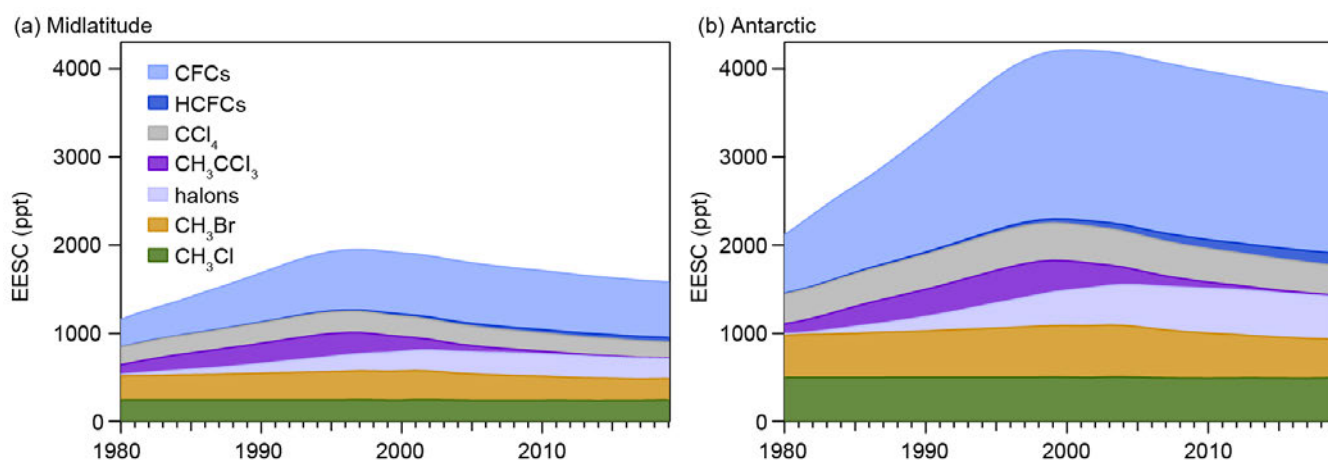 (a) Midlatitude
4000
3000
2000
1000
0
EESC (ppt)
CFCs
HCFCs
CCl₄
CH₃CCl₃
halons
CH₃Br
CH₃Cl
1980 1990 2000 2010
(b) Antarctic
4000
3000
2000
1000
0
EESC (ppt)
1980 1990 2000 2010